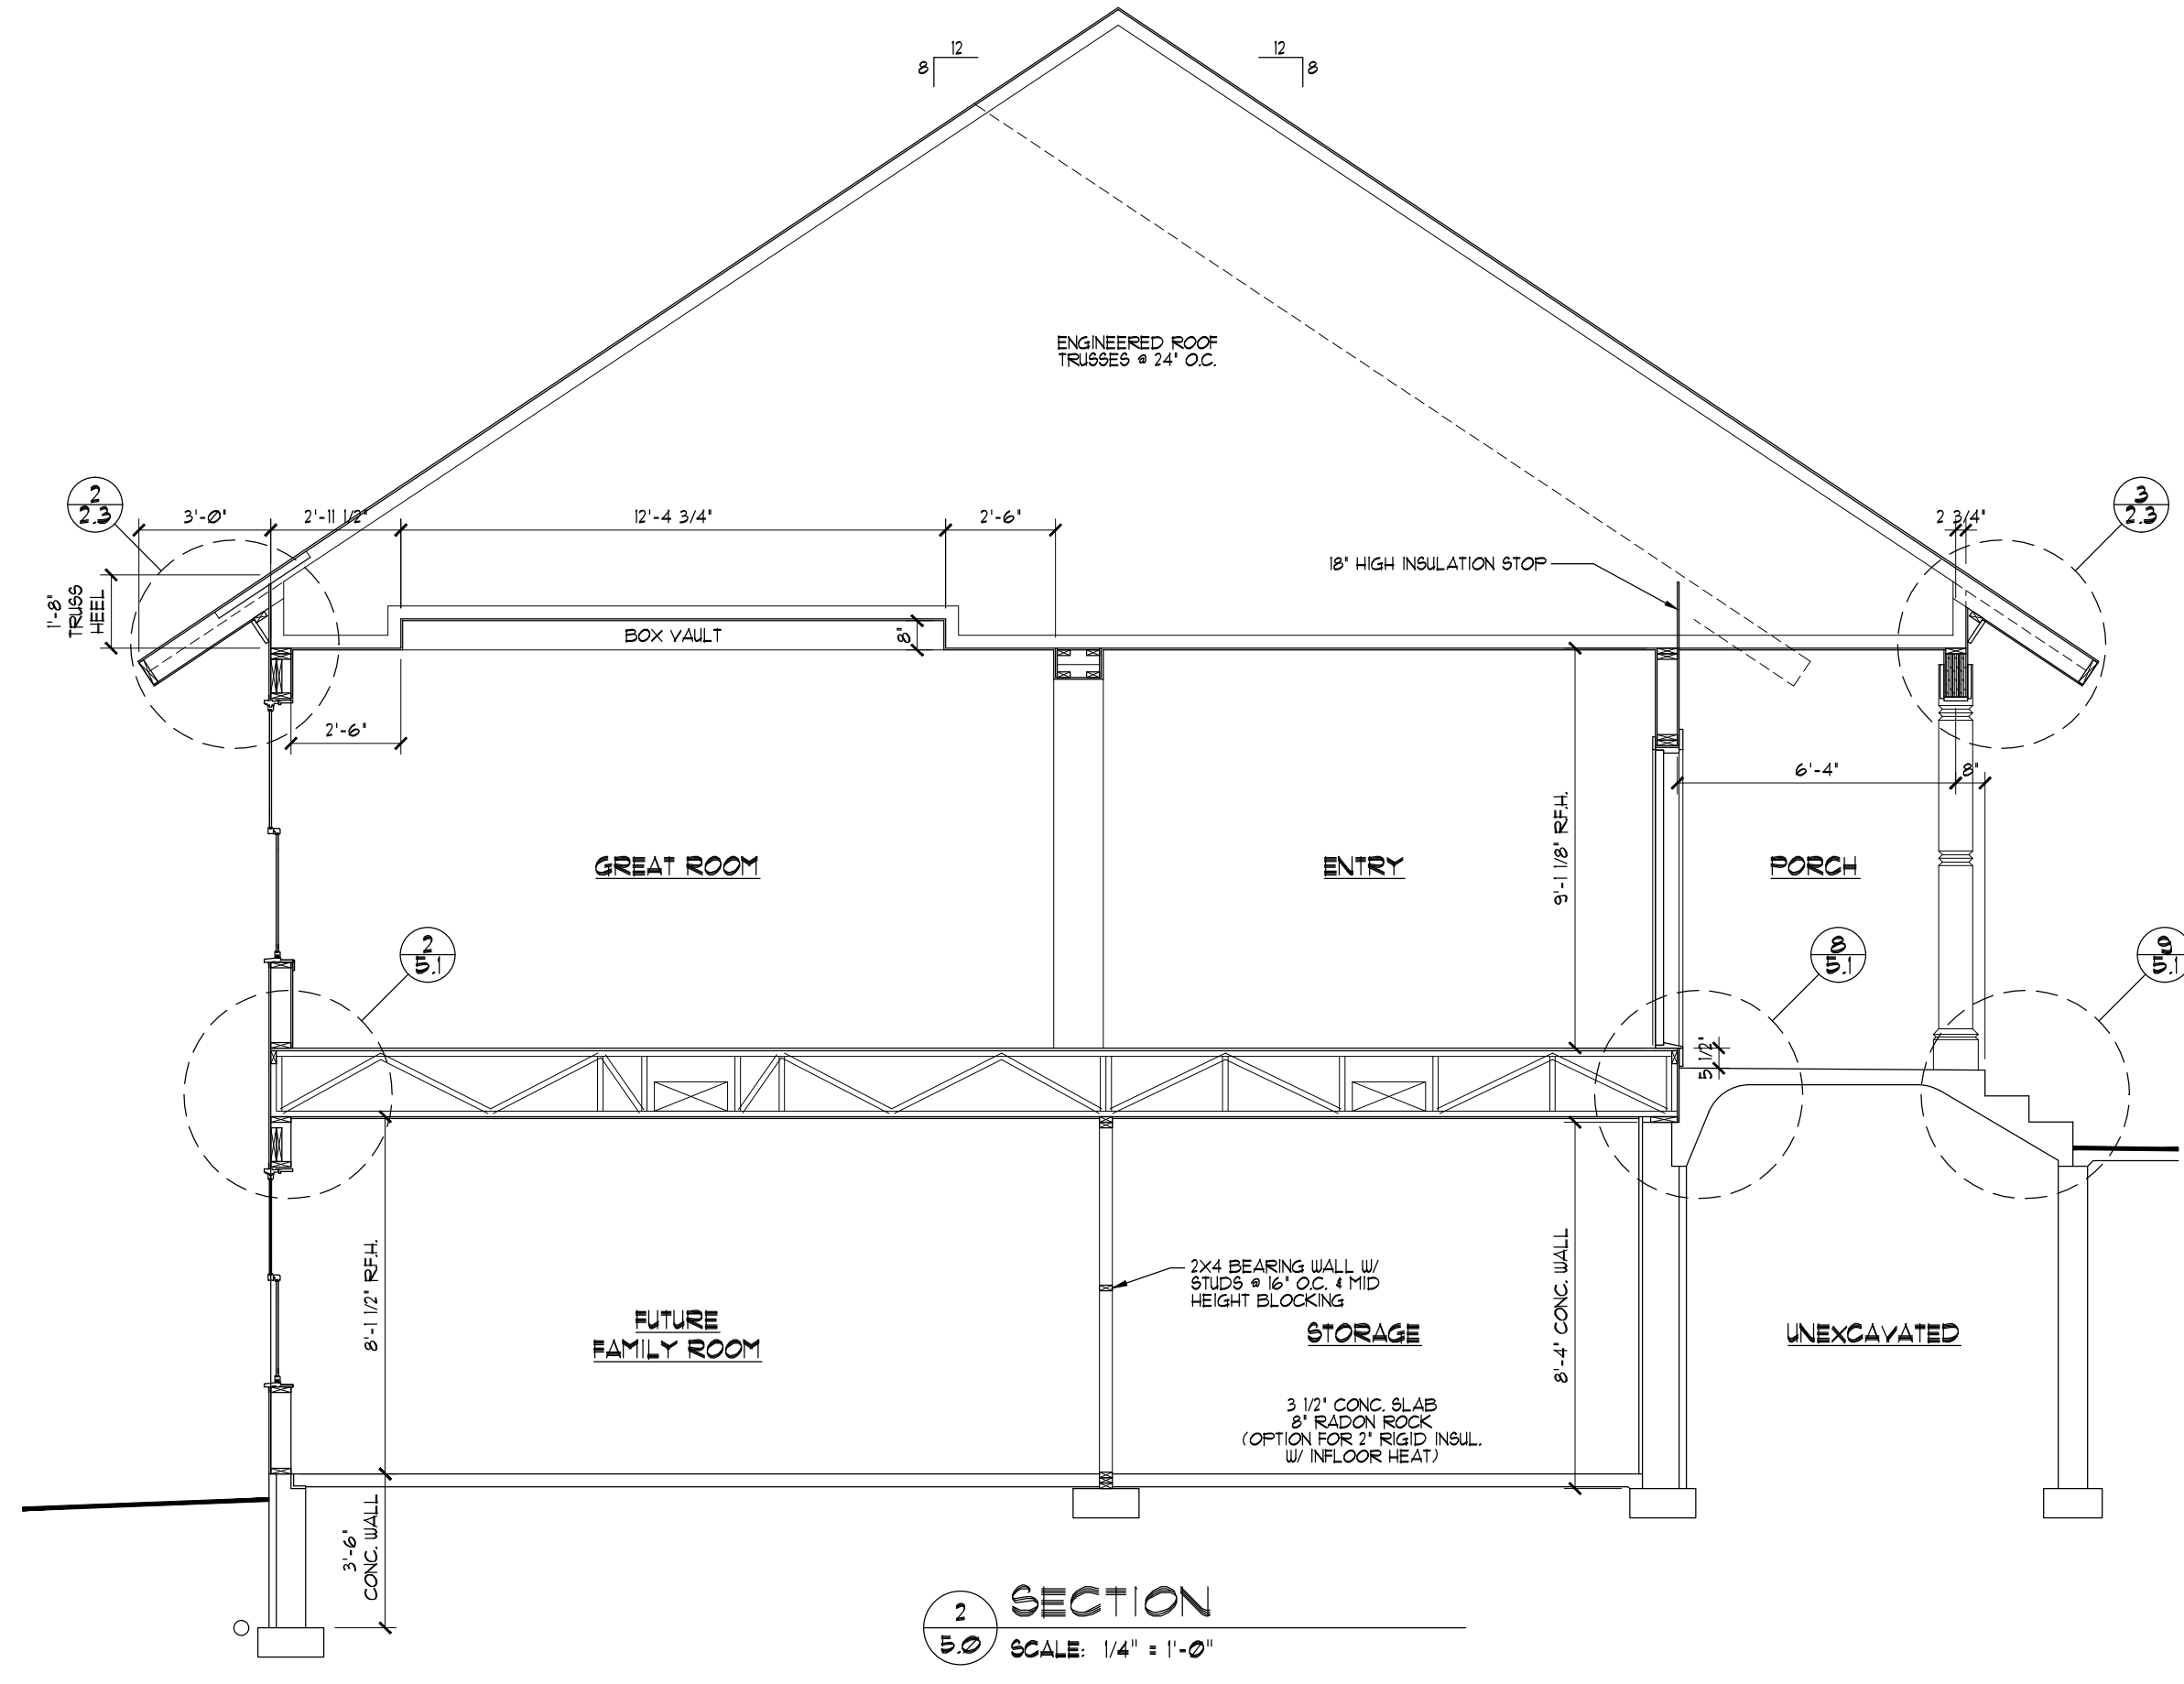 12
8
12
8
ENGINEERED ROOF
TRUSSES @ 24" O.C.
2
2.3
3'-0"
2'-11 1/2"
12'-4 3/4"
2'-6"
2 3/4"
3
2.3
18" HIGH INSULATION STOP
1'-8"
TRUSS
HEEL
BOX VAULT
8"
2'-6"
6'-4"
8"
9'-1 1/8" R.F.H.
GREAT ROOM
ENTRY
PORCH
2
5.1
8
5.1
9
5.1
5 1/2"
8'-1 1/2" R.F.H.
2X4 BEARING WALL W/
STUDS @ 16" O.C. & MID
HEIGHT BLOCKING
8'-4" CONC. WALL
FUTURE
FAMILY ROOM
STORAGE
UNEXCAVATED
3 1/2" CONC. SLAB
8" RADON ROCK
(OPTION FOR 2" RIGID INSUL.
W/ INFLOOR HEAT)
3'-6"
CONC. WALL
2
5.0
SECTION
SCALE: 1/4" = 1'-0"